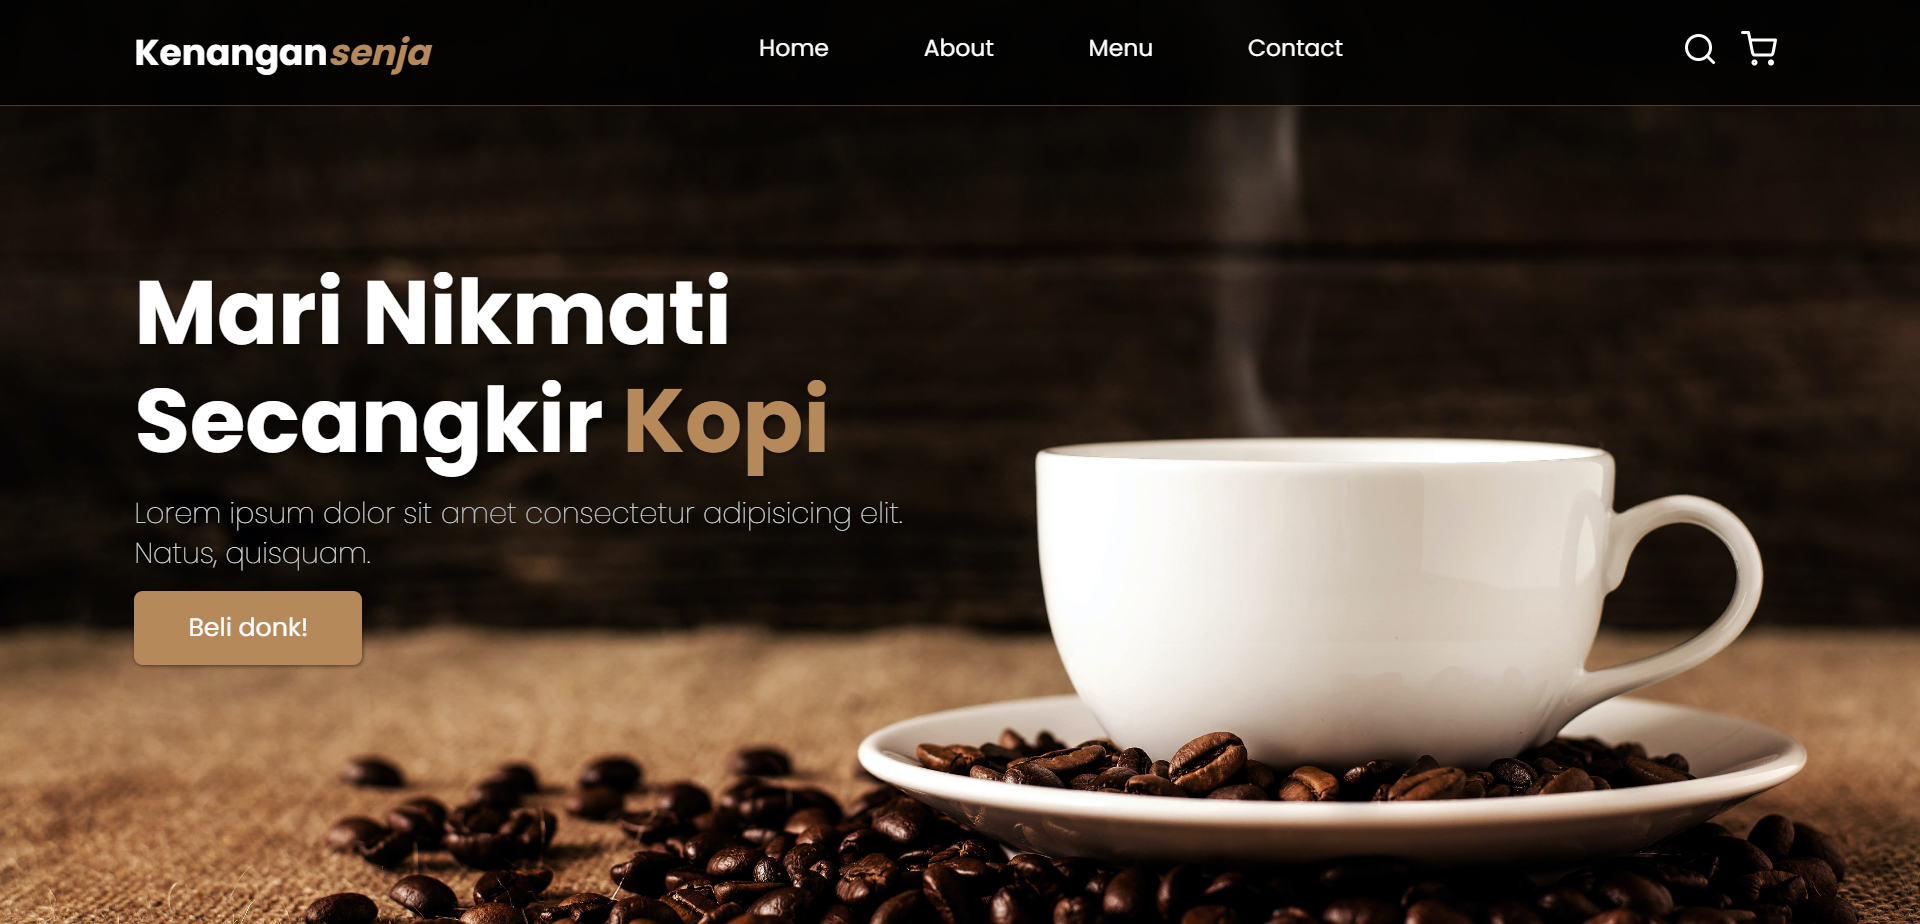 Kenangansenja
Home
About
Menu
Contact
Mari Nikmati
Secangkir Kopi
Lorem ipsum dolor sit amet consectetur adipisicing elit.
Natus, quisquam.
Beli donk!